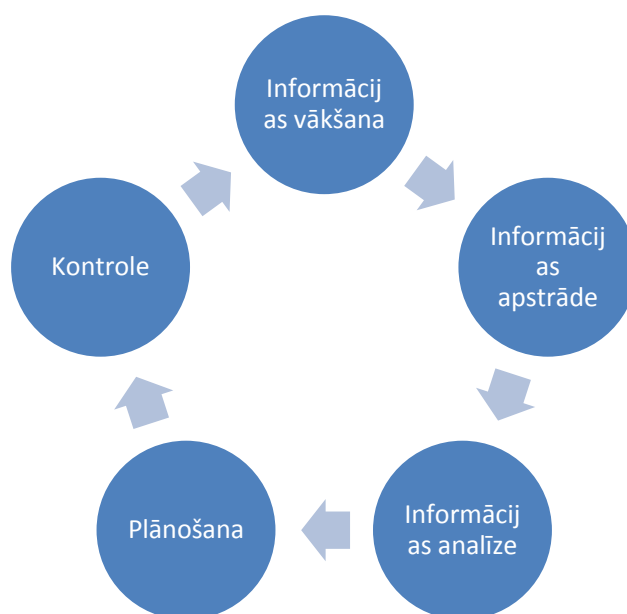 Informācij
as vākšana
Informācij
as
apstrāde
Informācij
as analīze
Plānošana
Kontrole